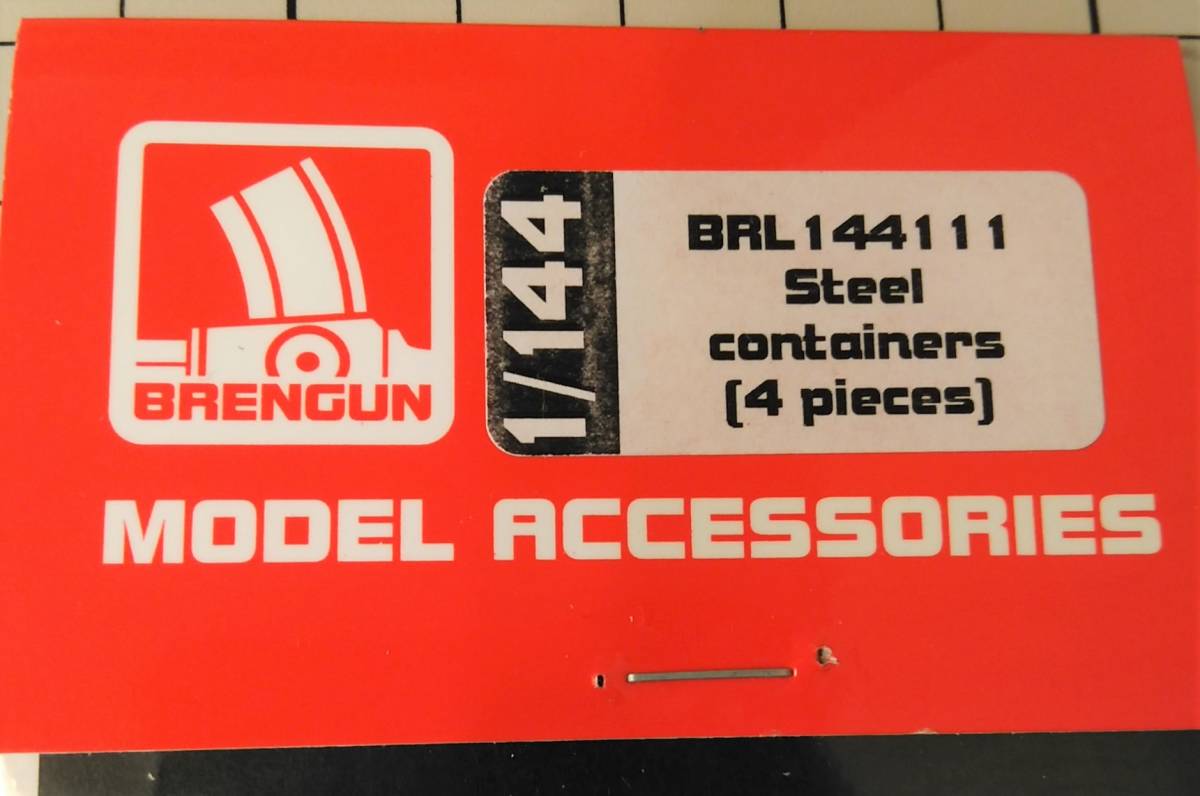 BRENGUN
1/144
BRL144111
Steel
containers
(4 pieces)
MODEL ACCESSORIES